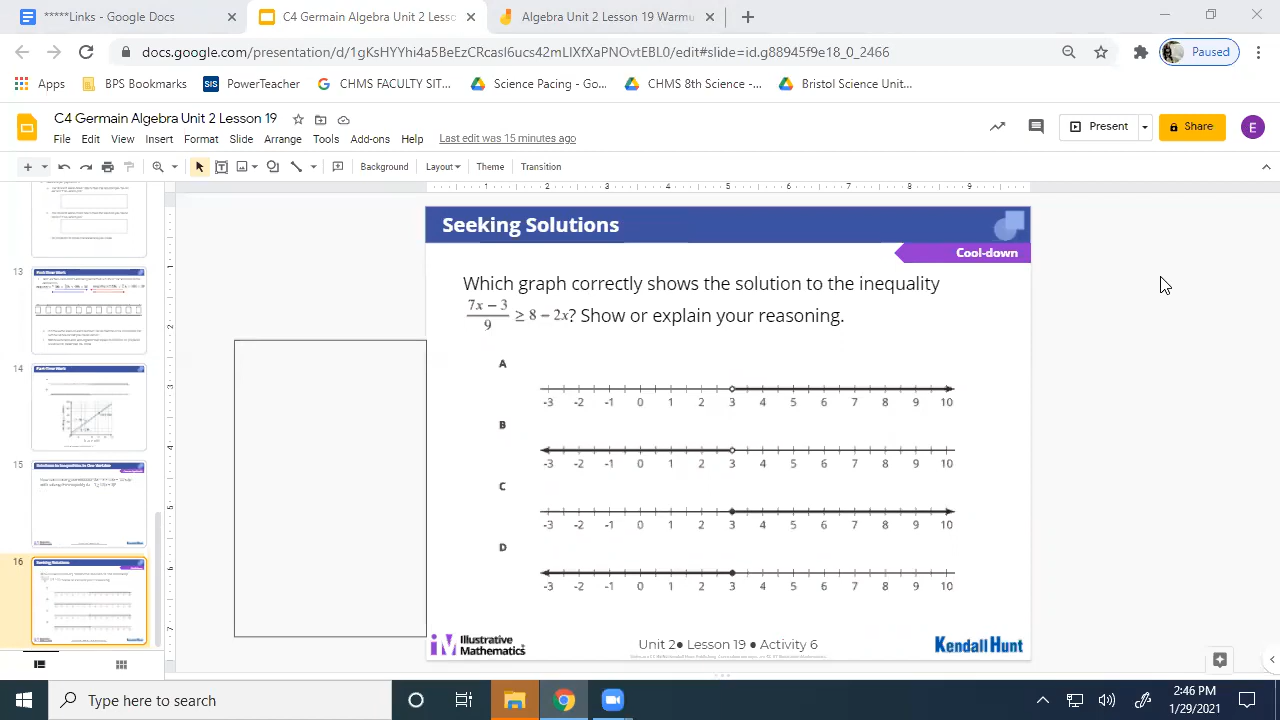 ****Links - Google Docs
C4 Germain Algebra Unit 2 Less
Algebra Unit 2 Lesson 19 Warmu
docs.google.com/presentation/d/1gKsHYYhi4a5BeEzCPcasl6ucs42mLIXfXaPNOvtEBL0/edit#slide=id.g88945f9e18_0_2466
Paused
Apps
BPS Bookmarks
SIS PowerTeacher
CHMS FACULTY SIT...
Science Pacing - Go...
CHMS 8th Science -...
Bristol Science Unit...
C4 Germain Algebra Unit 2 Lesson 19
Present
Share
E
File Edit View Insert Format Slide Arrange Tools Add-ons Help Last edit was 15 minutes ago
Background Layout Theme Transition
13
14
15
16
Seeking Solutions
Cool-down
Which graph correctly shows the solution to the inequality
7x − 3
≥ 8 − 2x? Show or explain your reasoning.
A
-3 -2 -1 0 1 2 3 4 5 6 7 8 9 10
B
-3 -2 -1 0 1 2 3 4 5 6 7 8 9 10
C
-3 -2 -1 0 1 2 3 4 5 6 7 8 9 10
D
-3 -2 -1 0 1 2 3 4 5 6 7 8 9 10
iM Illustrative
Mathematics
Unit 2 ● Lesson 19 ● Activity 6
Kendall Hunt
Type here to search
2:46 PM
1/29/2021